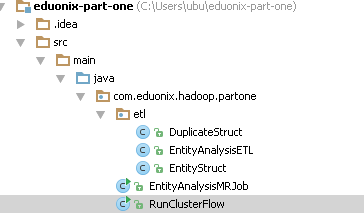 eduonix-part-one (C:\Users\ubu\eduonix-part-one)
.idea
src
main
java
com.eduonix.hadoop.partone
etl
DuplicateStruct
EntityAnalysisETL
EntityStruct
EntityAnalysisMRJob
RunClusterFlow